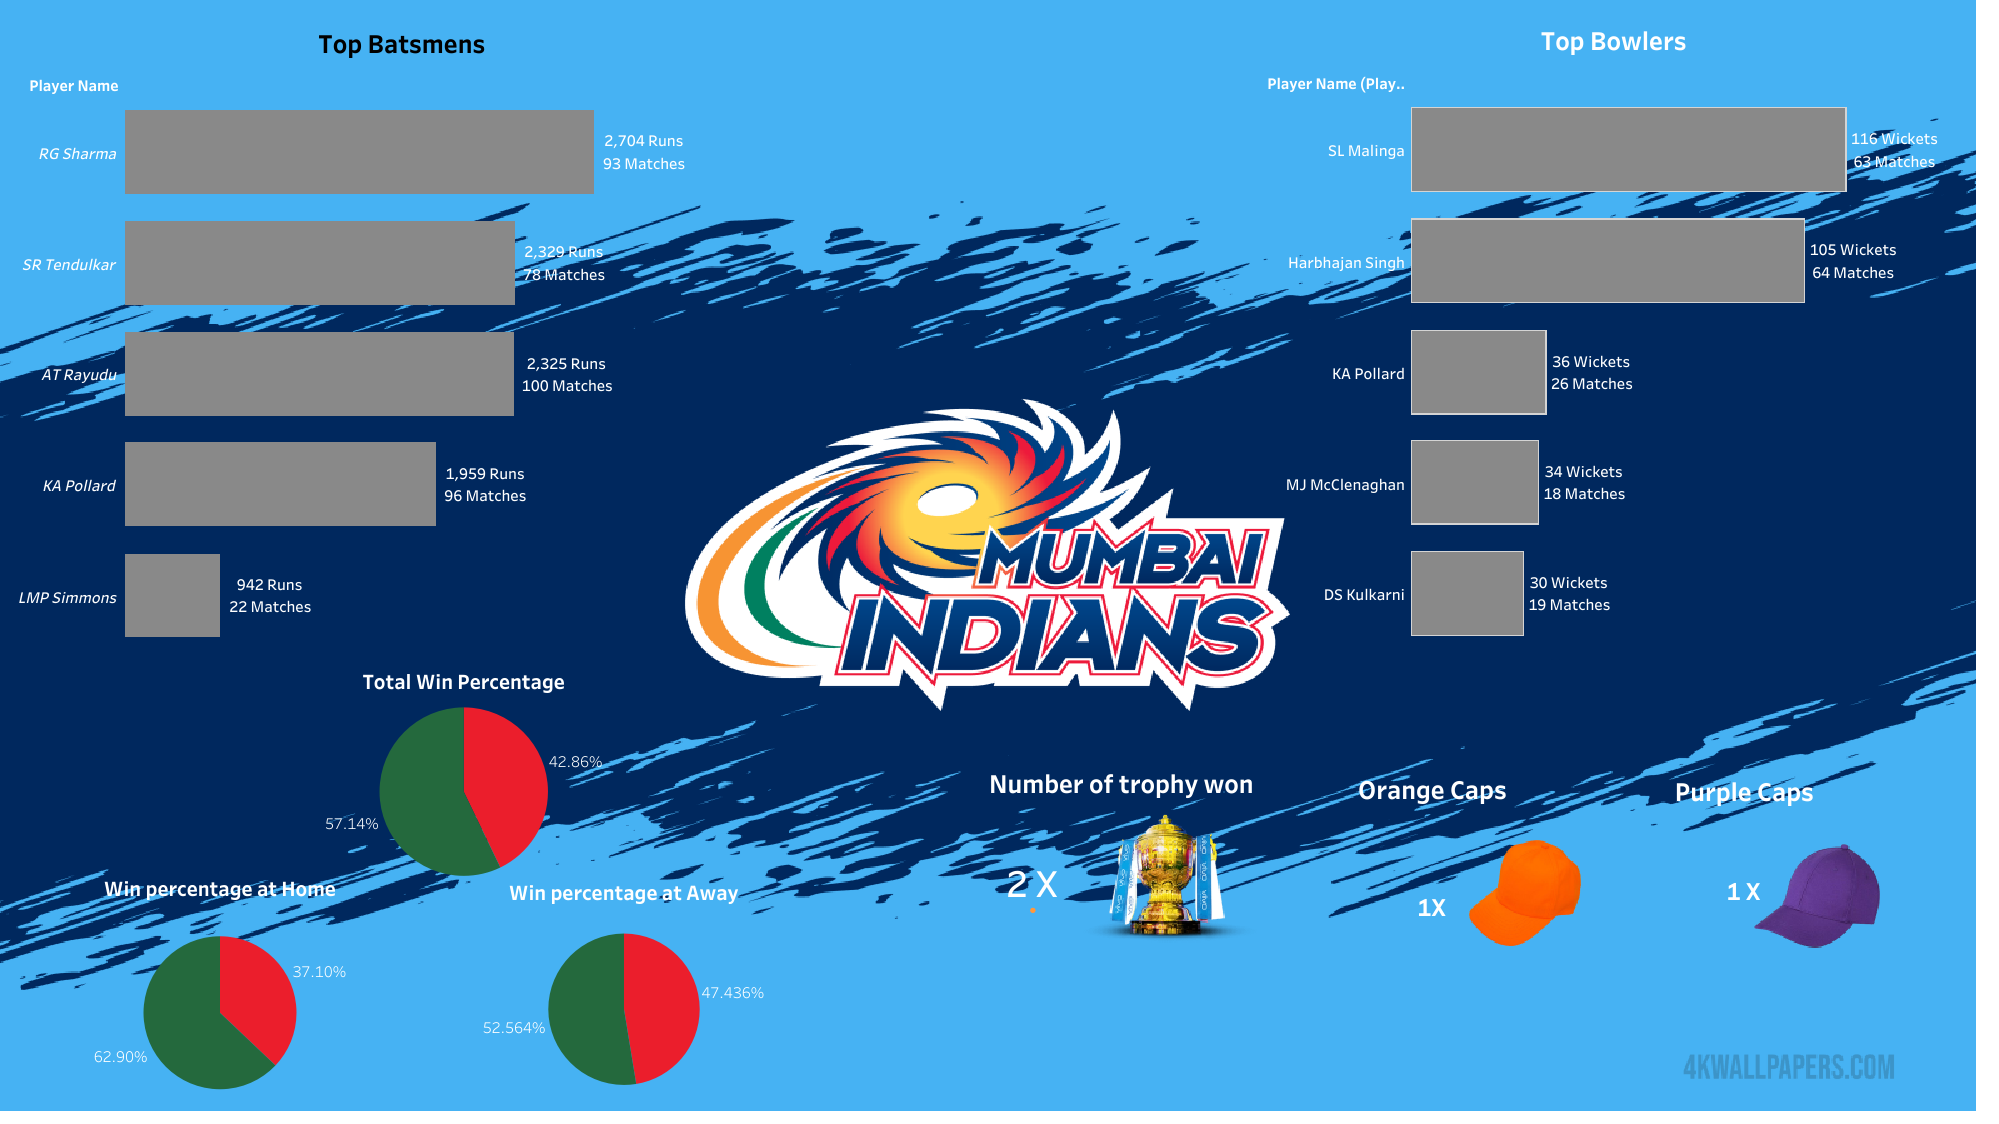 Top Batsmens
Player Name
RG Sharma
2,704 Runs
93 Matches
SR Tendulkar
2,329 Runs
78 Matches
AT Rayudu
2,325 Runs
100 Matches
KA Pollard
1,959 Runs
96 Matches
LMP Simmons
942 Runs
22 Matches
Top Bowlers
Player Name (Play..
SL Malinga
116 Wickets
63 Matches
Harbhajan Singh
105 Wickets
64 Matches
KA Pollard
36 Wickets
26 Matches
MJ McClenaghan
34 Wickets
18 Matches
DS Kulkarni
30 Wickets
19 Matches
MUMBAI
INDIANS
Total Win Percentage
42.86%
57.14%
Win percentage at Home
37.10%
62.90%
Win percentage at Away
47.436%
52.564%
Number of trophy won
2 X
Orange Caps
1X
Purple Caps
1 X
4KWALLPAPERS.COM